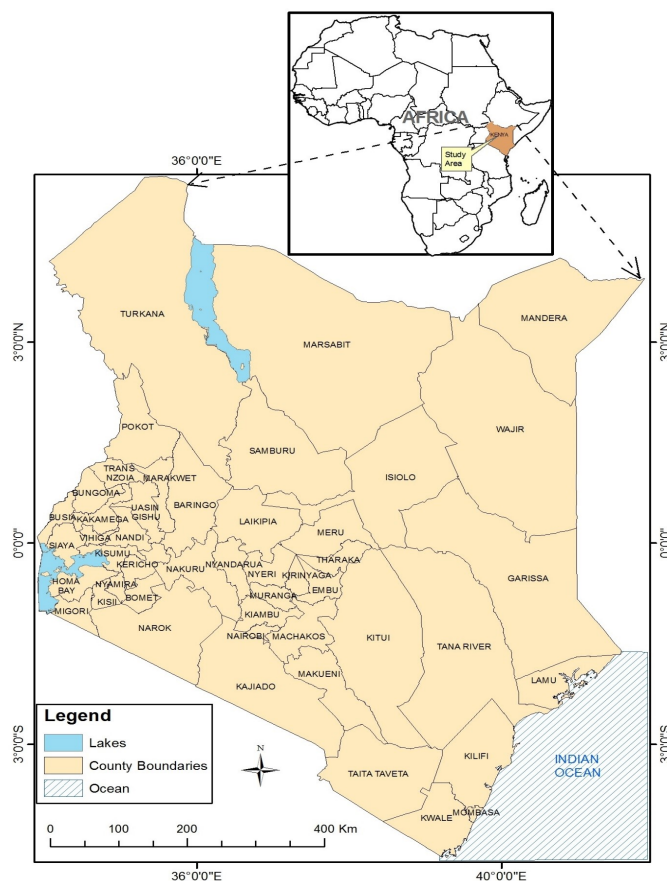 AFRICA
KENYA
Study
Area
36°0'0"E
3°0'0"N
3°0'0"N
0°0'0"
0°0'0"
3°0'0"S
3°0'0"S
TURKANA
MARSABIT
MANDERA
WAJIR
POKOT
SAMBURU
ISIOLO
TRANS
NZOIA
MARAKWET
BUNGOMA
BARINGO
UASIN
GISHU
BUSIA
KAKAMEGA
LAIKIPIA
MERU
SIAYA
VIHIGA
NANDI
KISUMU
KERICHO
NAKURU
NYANDARUA
THARAKA
NYERI
KIRINYAGA
GARISSA
HOMA
BAY
NYAMIRA
EMBU
MURANGA
KISII
BOMET
MIGORI
KIAMBU
NAROK
NAIROBI
MACHAKOS
KITUI
TANA RIVER
MAKUENI
LAMU
KAJIADO
KILIFI
TAITA TAVETA
KWALE
MOMBASA
INDIAN
OCEAN
Legend
Lakes
County Boundaries
Ocean
N
0 100 200 400 Km
36°0'0"E
40°0'0"E